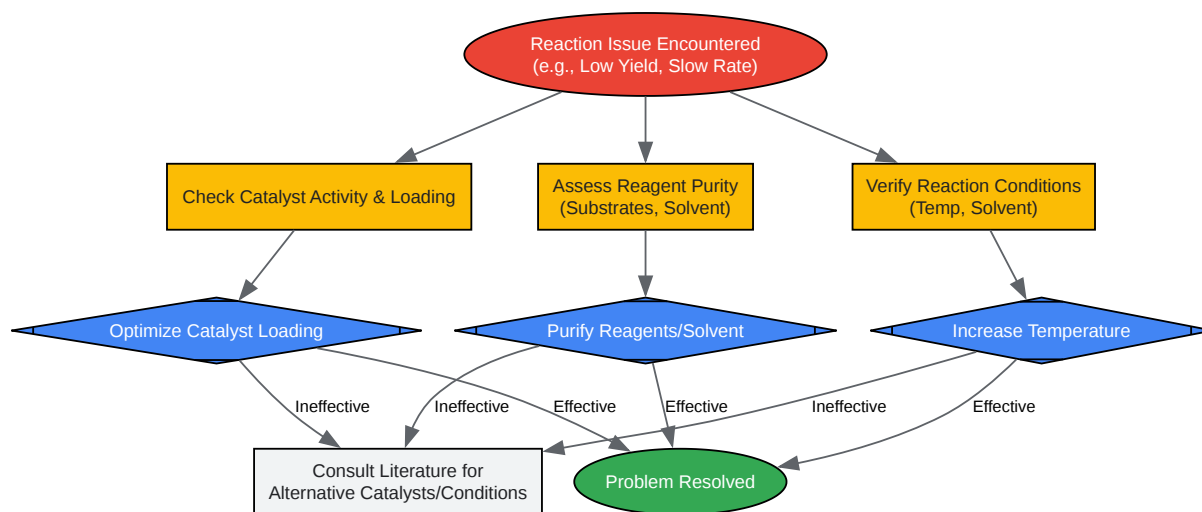 Reaction Issue Encountered
(e.g., Low Yield, Slow Rate)
Check Catalyst Activity & Loading
Assess Reagent Purity
(Substrates, Solvent)
Verify Reaction Conditions
(Temp, Solvent)
Optimize Catalyst Loading
Purify Reagents/Solvent
Increase Temperature
Ineffective
Ineffective
Effective
Effective
Ineffective
Effective
Consult Literature for
Alternative Catalysts/Conditions
Problem Resolved